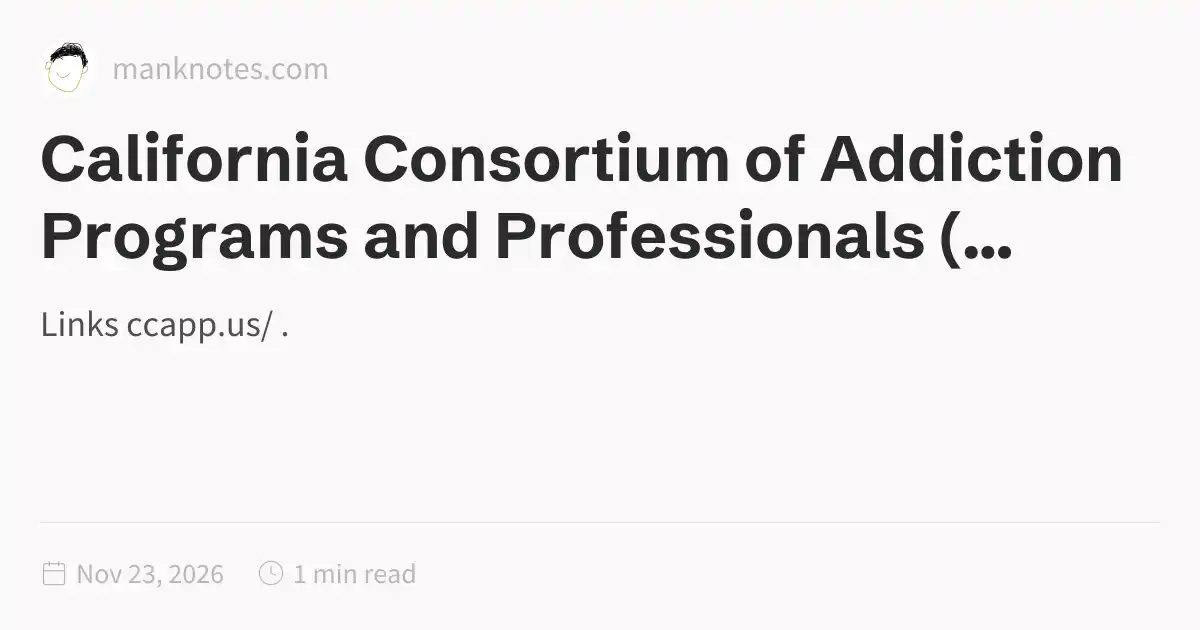 manknotes.com
California Consortium of Addiction
Programs and Professionals (...
Links ccapp.us/ .
Nov 23, 2026
1 min read